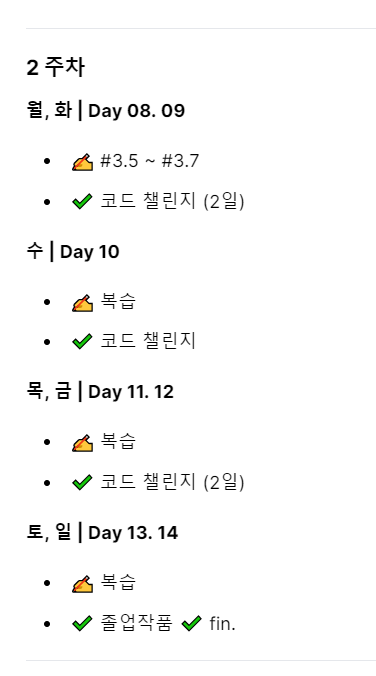 2 주차
월, 화 | Day 08. 09
✍ #3.5 ~ #3.7
✔ 코드 챌린지 (2일)
수 | Day 10
✍ 복습
✔ 코드 챌린지
목, 금 | Day 11. 12
✍ 복습
✔ 코드 챌린지 (2일)
토, 일 | Day 13. 14
✍ 복습
✔ 졸업작품 ✔ fin.